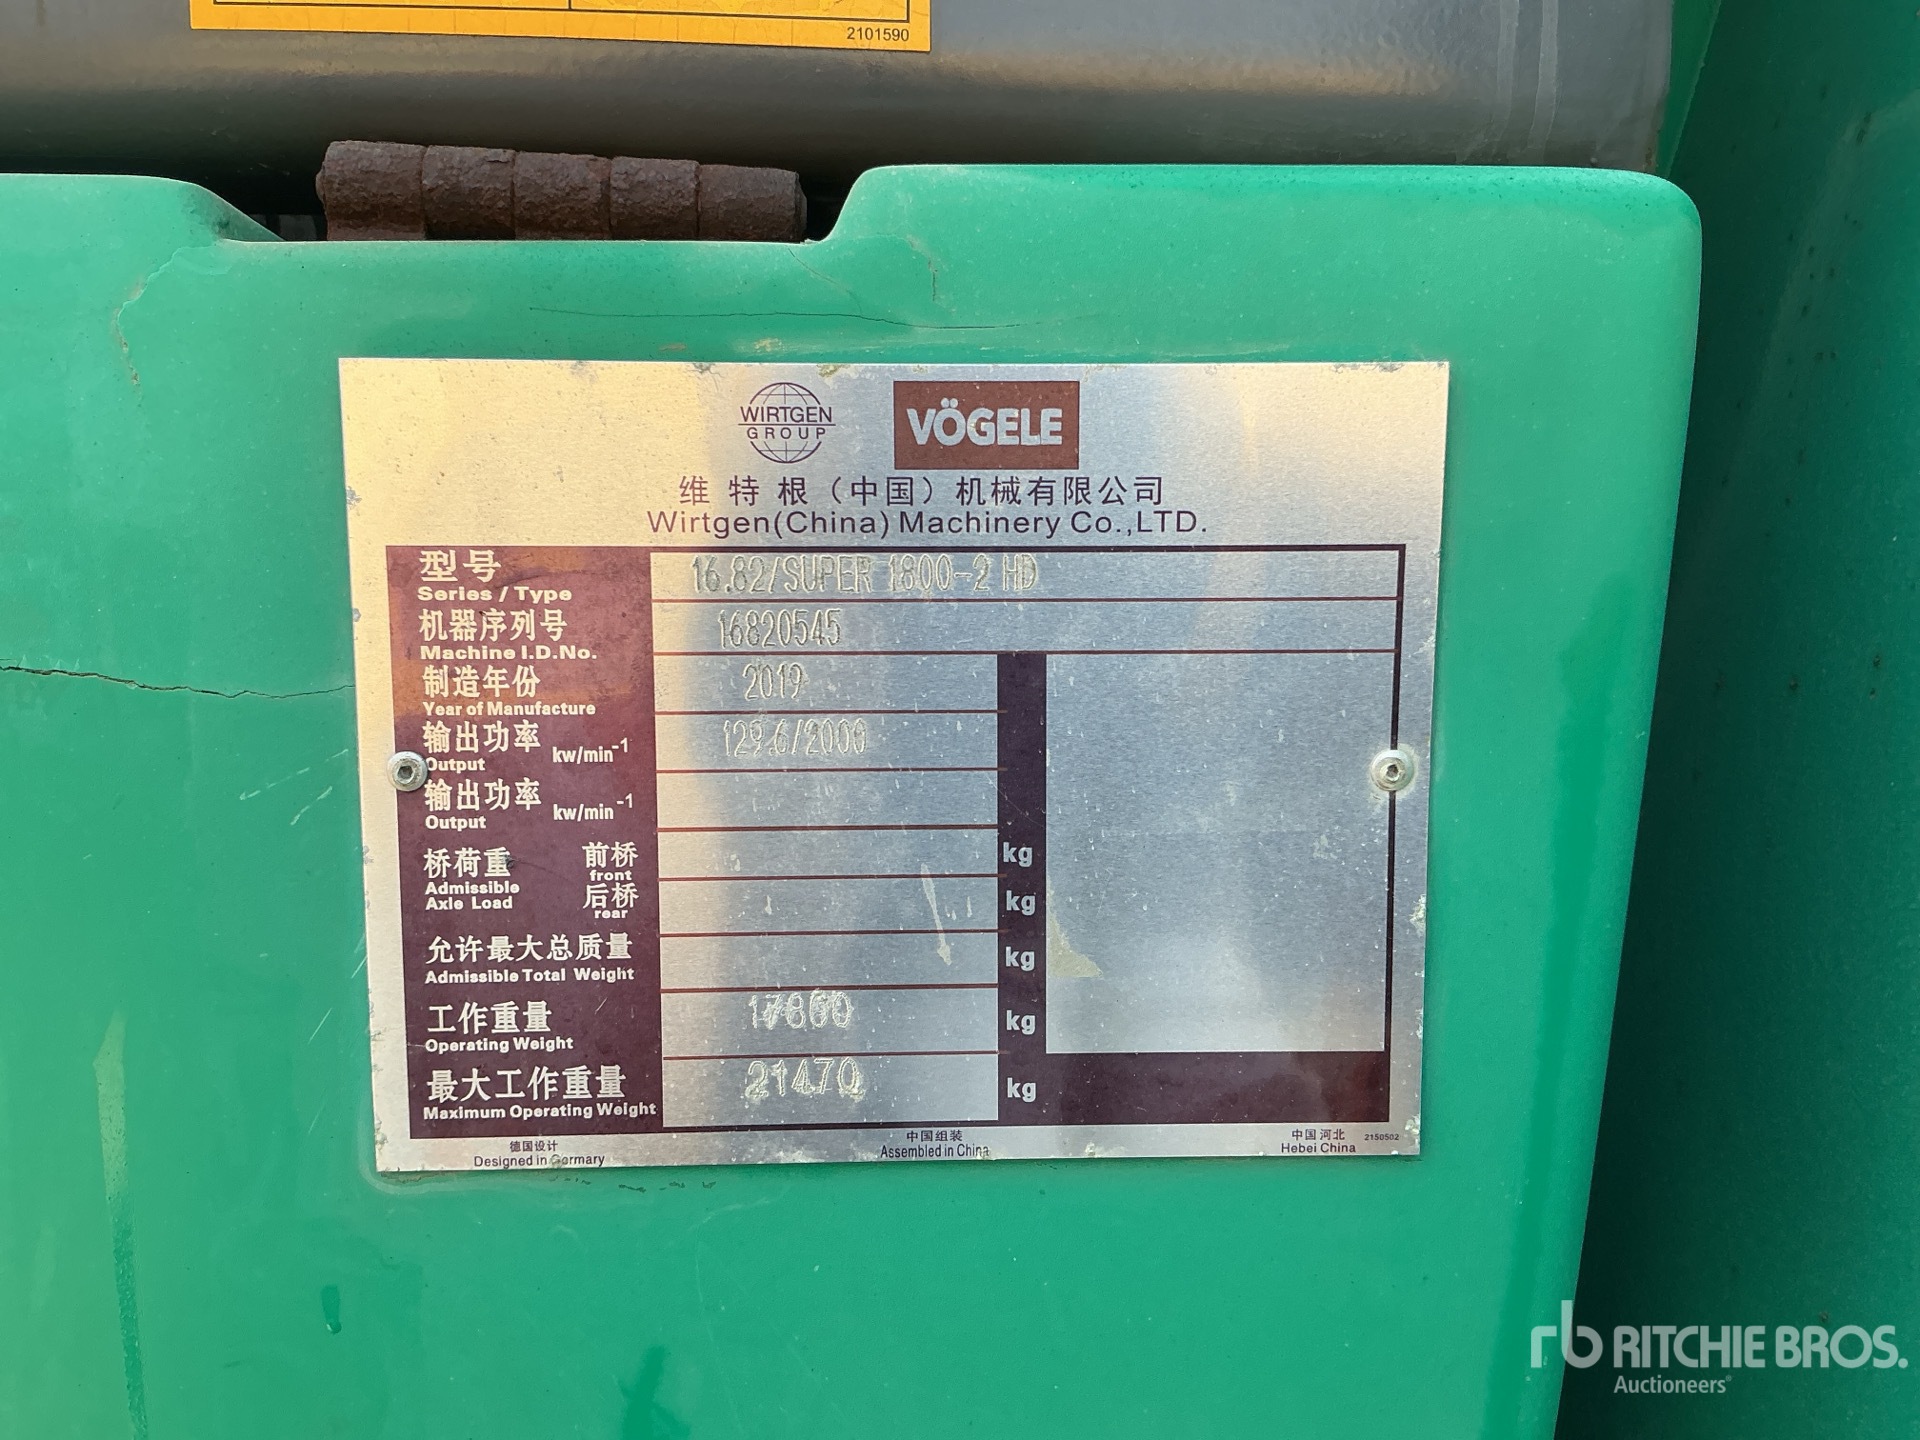 2101590
WIRTGEN
GROUP
VÖGELE
维特根（中国）机械有限公司
Wirtgen(China) Machinery Co.,LTD.
型号 16.82/SUPER 1800-2 HD
Series / Type
机器序列号 16820545
Machine I.D.No.
制造年份 2019
Year of Manufacture
输出功率 kw/min-1 129.6/2000
Output
输出功率 kw/min-1
Output
桥荷重 前桥 kg
Admissible front
Axle Load 后桥 kg
rear
允许最大总质量 kg
Admissible Total Weight
工作重量 17860 kg
Operating Weight
最大工作重量 21470 kg
Maximum Operating Weight
德国设计 中国组装 中国河北 2150502
Designed in Germany Assembled in China Hebei China
rb RITCHIE BROS.
Auctioneers